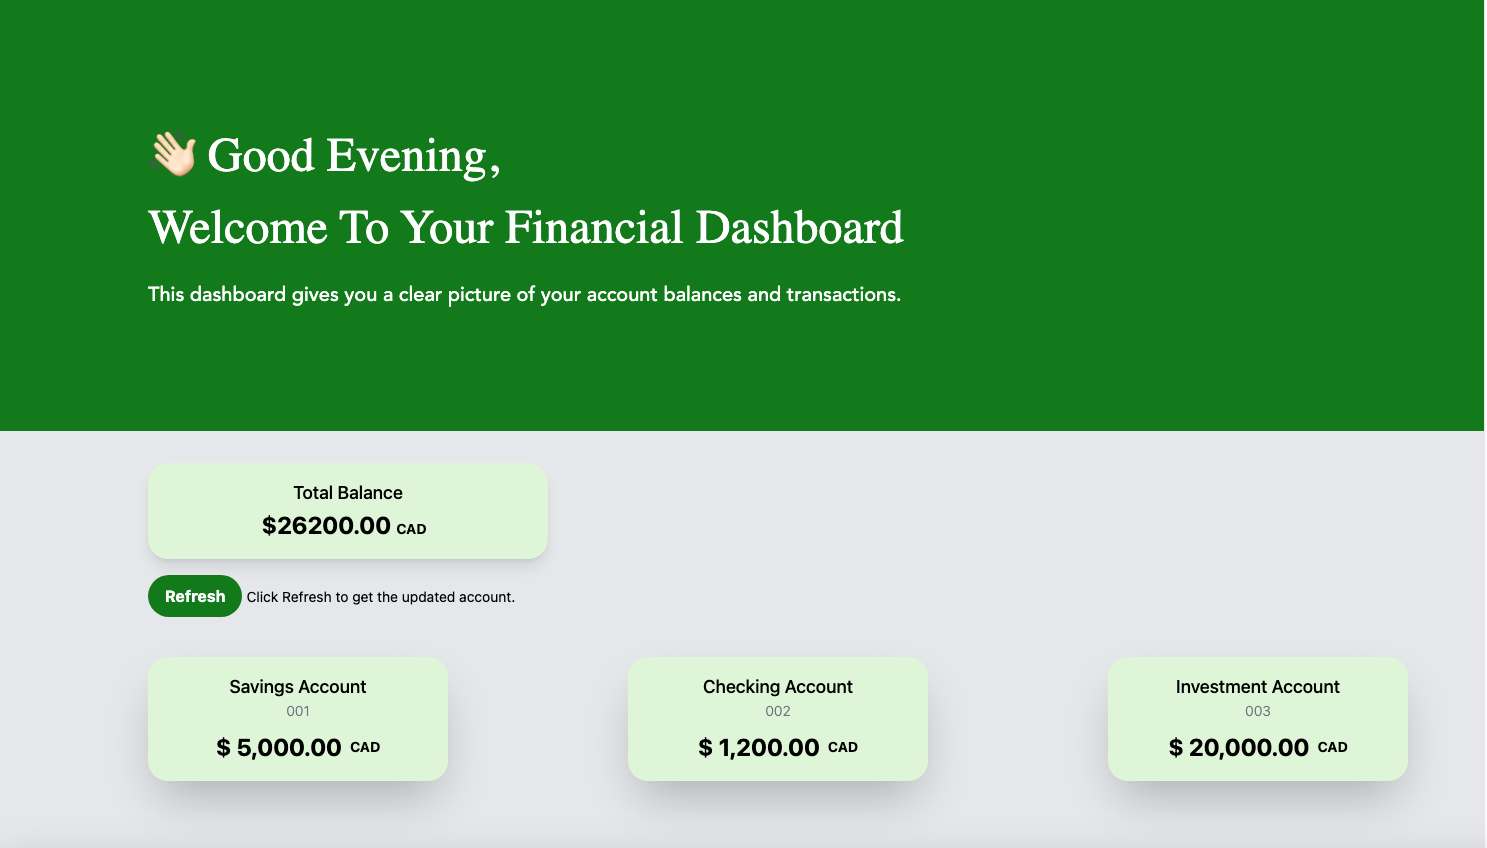 👋🏻 Good Evening,
Welcome To Your Financial Dashboard
This dashboard gives you a clear picture of your account balances and transactions.
Total Balance
$26200.00 CAD
Refresh Click Refresh to get the updated account.
Savings Account
001
$ 5,000.00 CAD
Checking Account
002
$ 1,200.00 CAD
Investment Account
003
$ 20,000.00 CAD